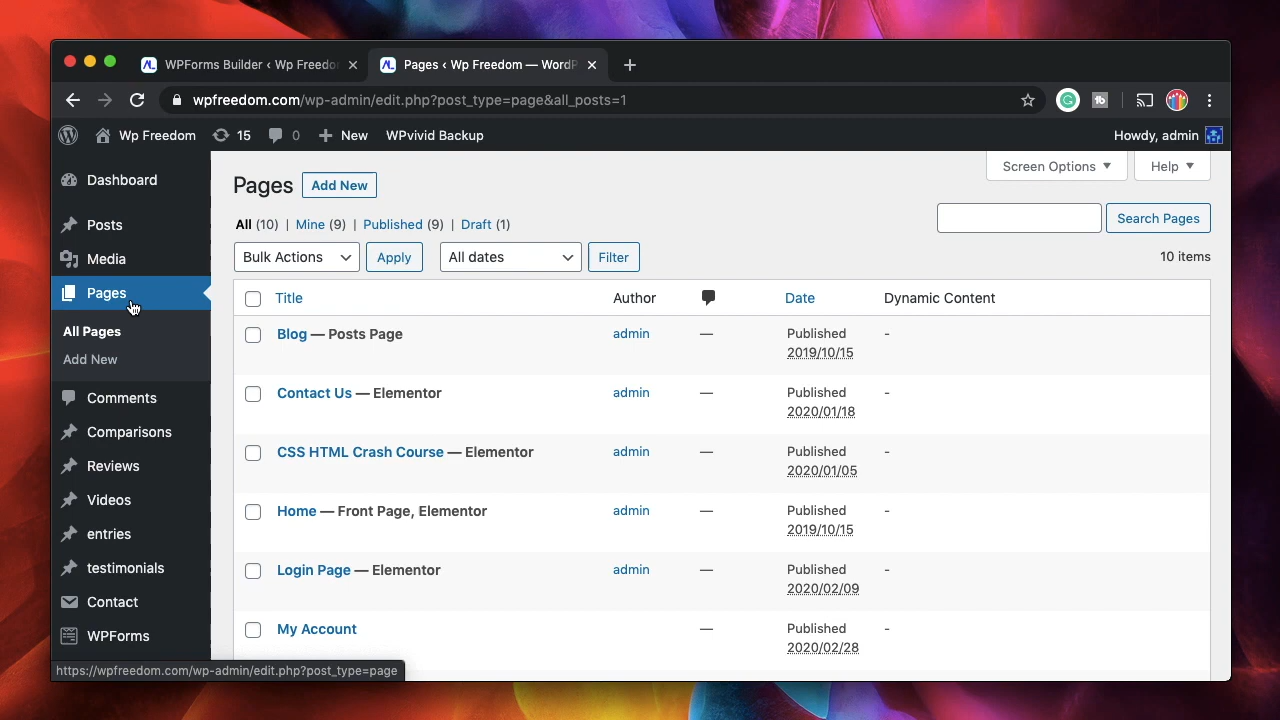 WPForms Builder ‹ Wp Freedo
Pages ‹ Wp Freedom — WordP
wpfreedom.com/wp-admin/edit.php?post_type=page&all_posts=1
Wp Freedom 15 0 New WPvivid Backup Howdy, admin
Dashboard
Posts
Media
Pages
All Pages
Add New
Comments
Comparisons
Reviews
Videos
entries
testimonials
Contact
WPForms
Screen Options Help
Pages Add New
All (10) | Mine (9) | Published (9) | Draft (1)
Search Pages
Bulk Actions Apply All dates Filter
10 items
Title Author Date Dynamic Content
Blog — Posts Page admin — Published -
2019/10/15
Contact Us — Elementor admin — Published -
2020/01/18
CSS HTML Crash Course — Elementor admin — Published -
2020/01/05
Home — Front Page, Elementor admin — Published -
2019/10/15
Login Page — Elementor admin — Published -
2020/02/09
My Account — Published -
2020/02/28
https://wpfreedom.com/wp-admin/edit.php?post_type=page